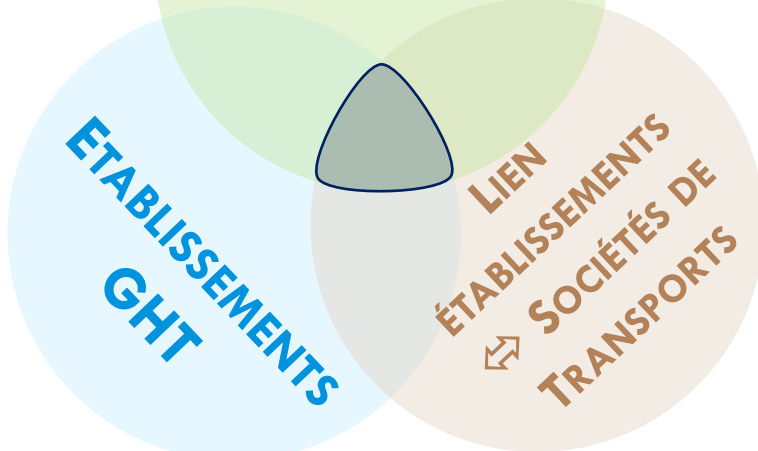 ETABLISSEMENTS
GHT
LIEN
ÉTABLISSEMENTS
⇔ SOCIÉTÉS DE
TRANSPORTS